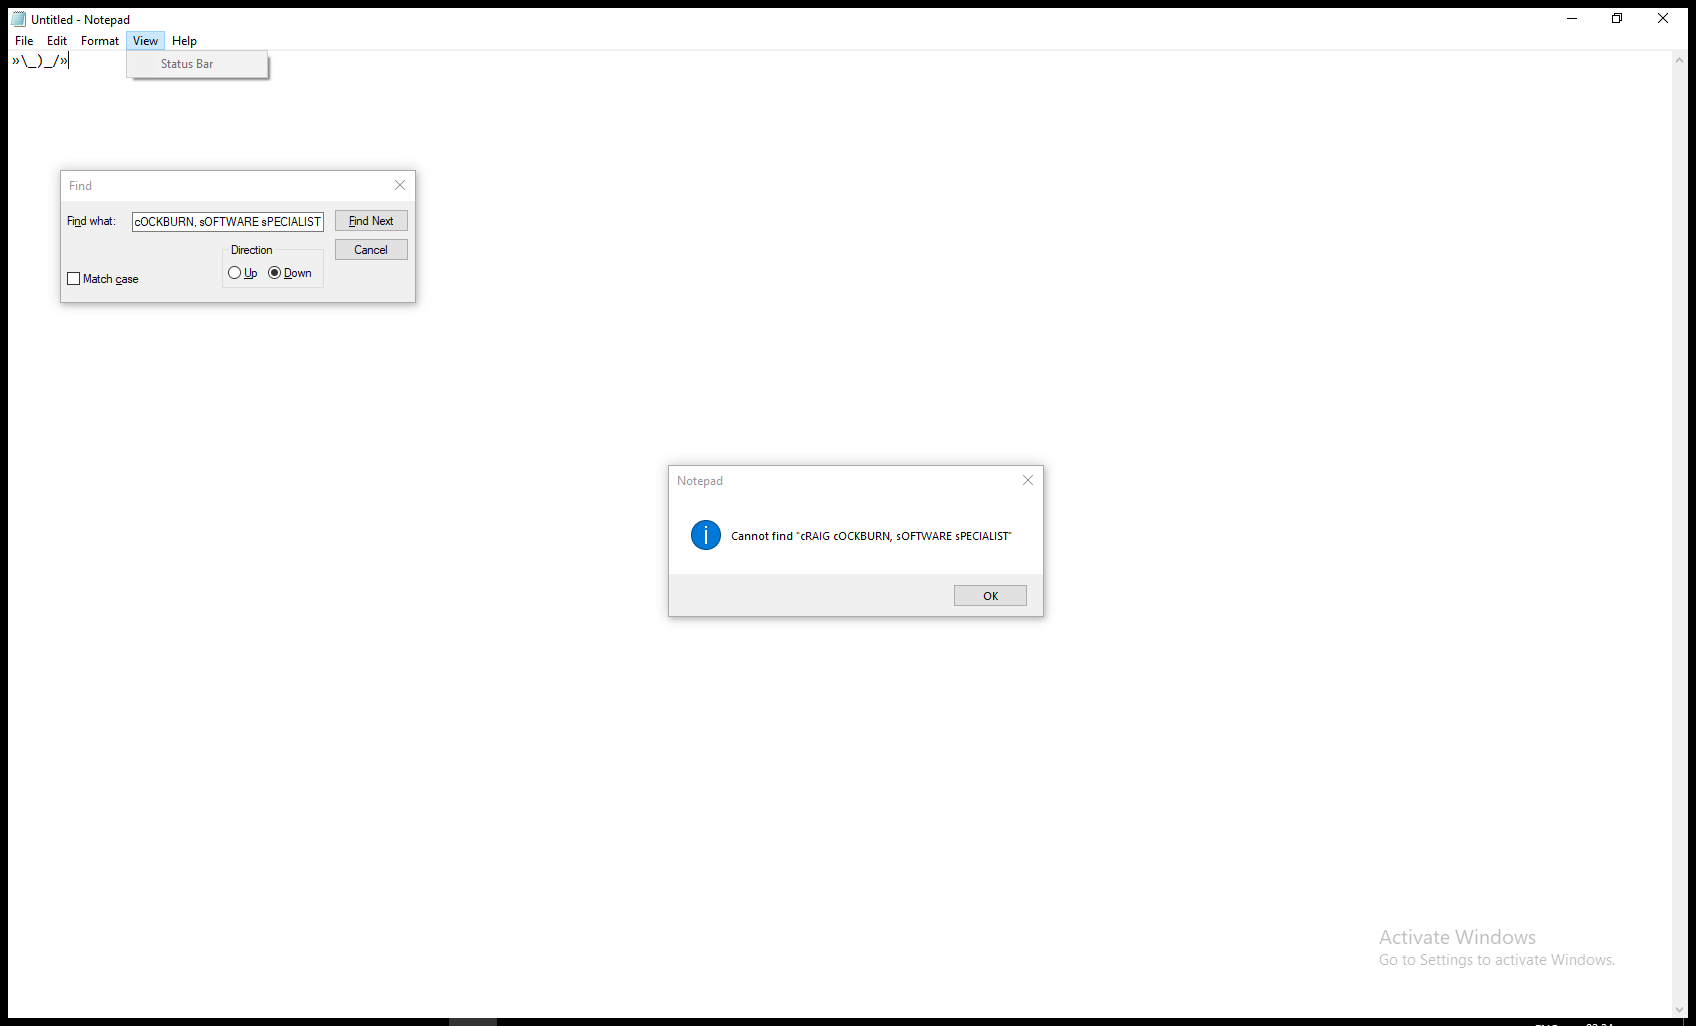 Untitled - Notepad
File Edit Format View Help
»\_)_/»
Status Bar
Find
Find what: cOCKBURN, sOFTWARE sPECIALIST Find Next
Direction Cancel
Up Down
Match case
Notepad
i
Cannot find "cRAIG cOCKBURN, sOFTWARE sPECIALIST"
OK
Activate Windows
Go to Settings to activate Windows.